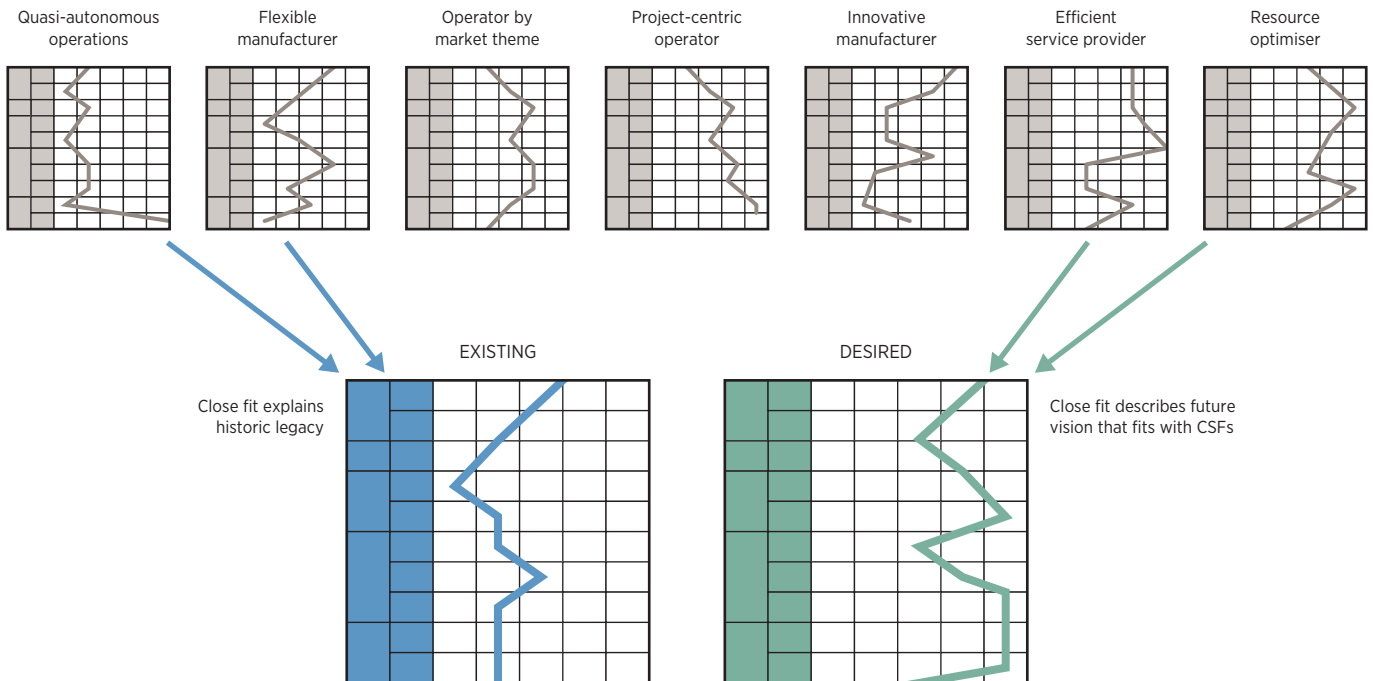 Quasi-autonomous
operations
Flexible
manufacturer
Operator by
market theme
Project-centric
operator
Innovative
manufacturer
Efficient
service provider
Resource
optimiser
EXISTING
DESIRED
Close fit explains
historic legacy
Close fit describes future
vision that fits with CSFs